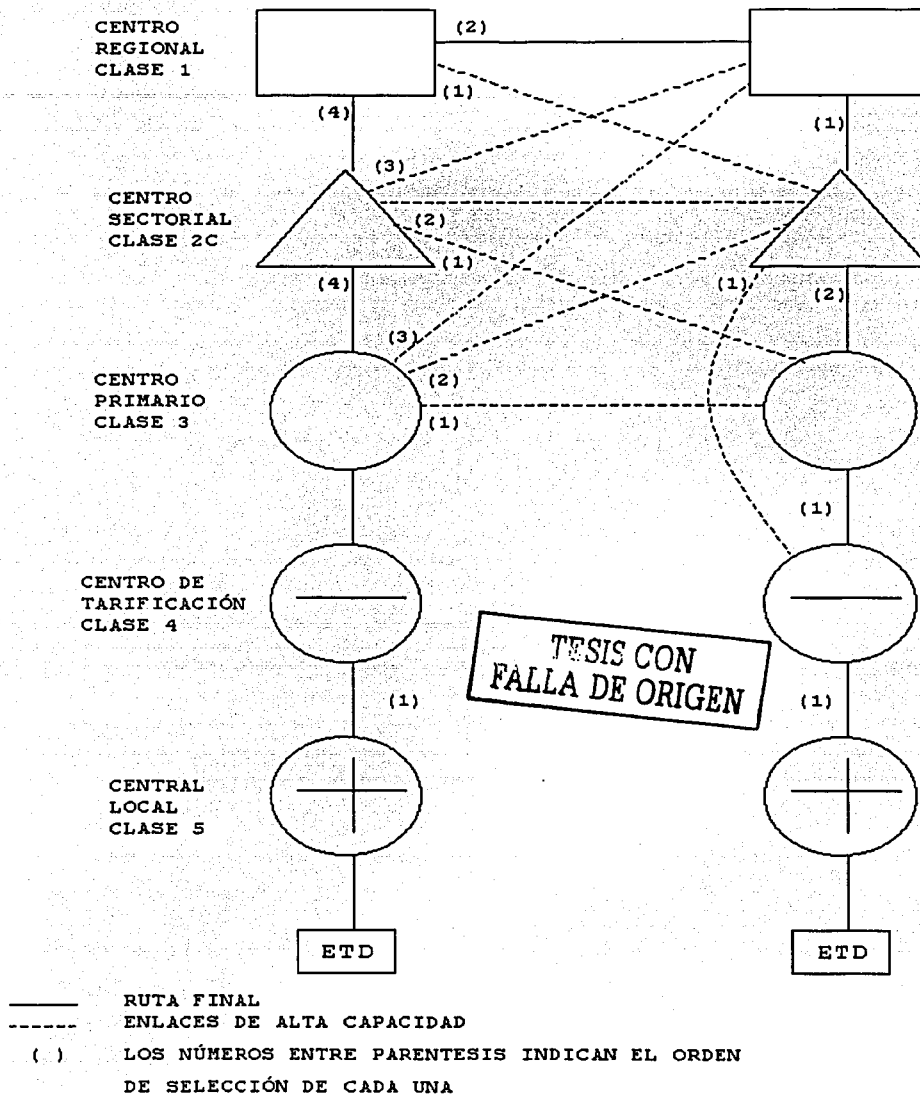 CENTRO
REGIONAL
CLASE 1
(2)
(1)
(4)
(1)
CENTRO
SECTORIAL
CLASE 2C
(3)
(2)
(1)
(4)
(1)
(2)
CENTRO
PRIMARIO
CLASE 3
(3)
(2)
(1)
(1)
CENTRO DE
TARIFICACIÓN
CLASE 4
TESIS CON
FALLA DE ORIGEN
(1)
(1)
CENTRAL
LOCAL
CLASE 5
ETD
ETD
RUTA FINAL
ENLACES DE ALTA CAPACIDAD
( ) LOS NÚMEROS ENTRE PARENTESIS INDICAN EL ORDEN
DE SELECCIÓN DE CADA UNA